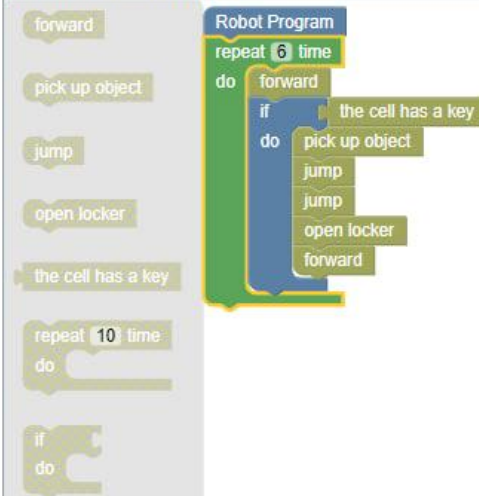 forward
pick up object
jump
open locker
the cell has a key
repeat 10 time
do
if
do
Robot Program
repeat 6 time
do forward
if the cell has a key
do pick up object
jump
jump
open locker
forward